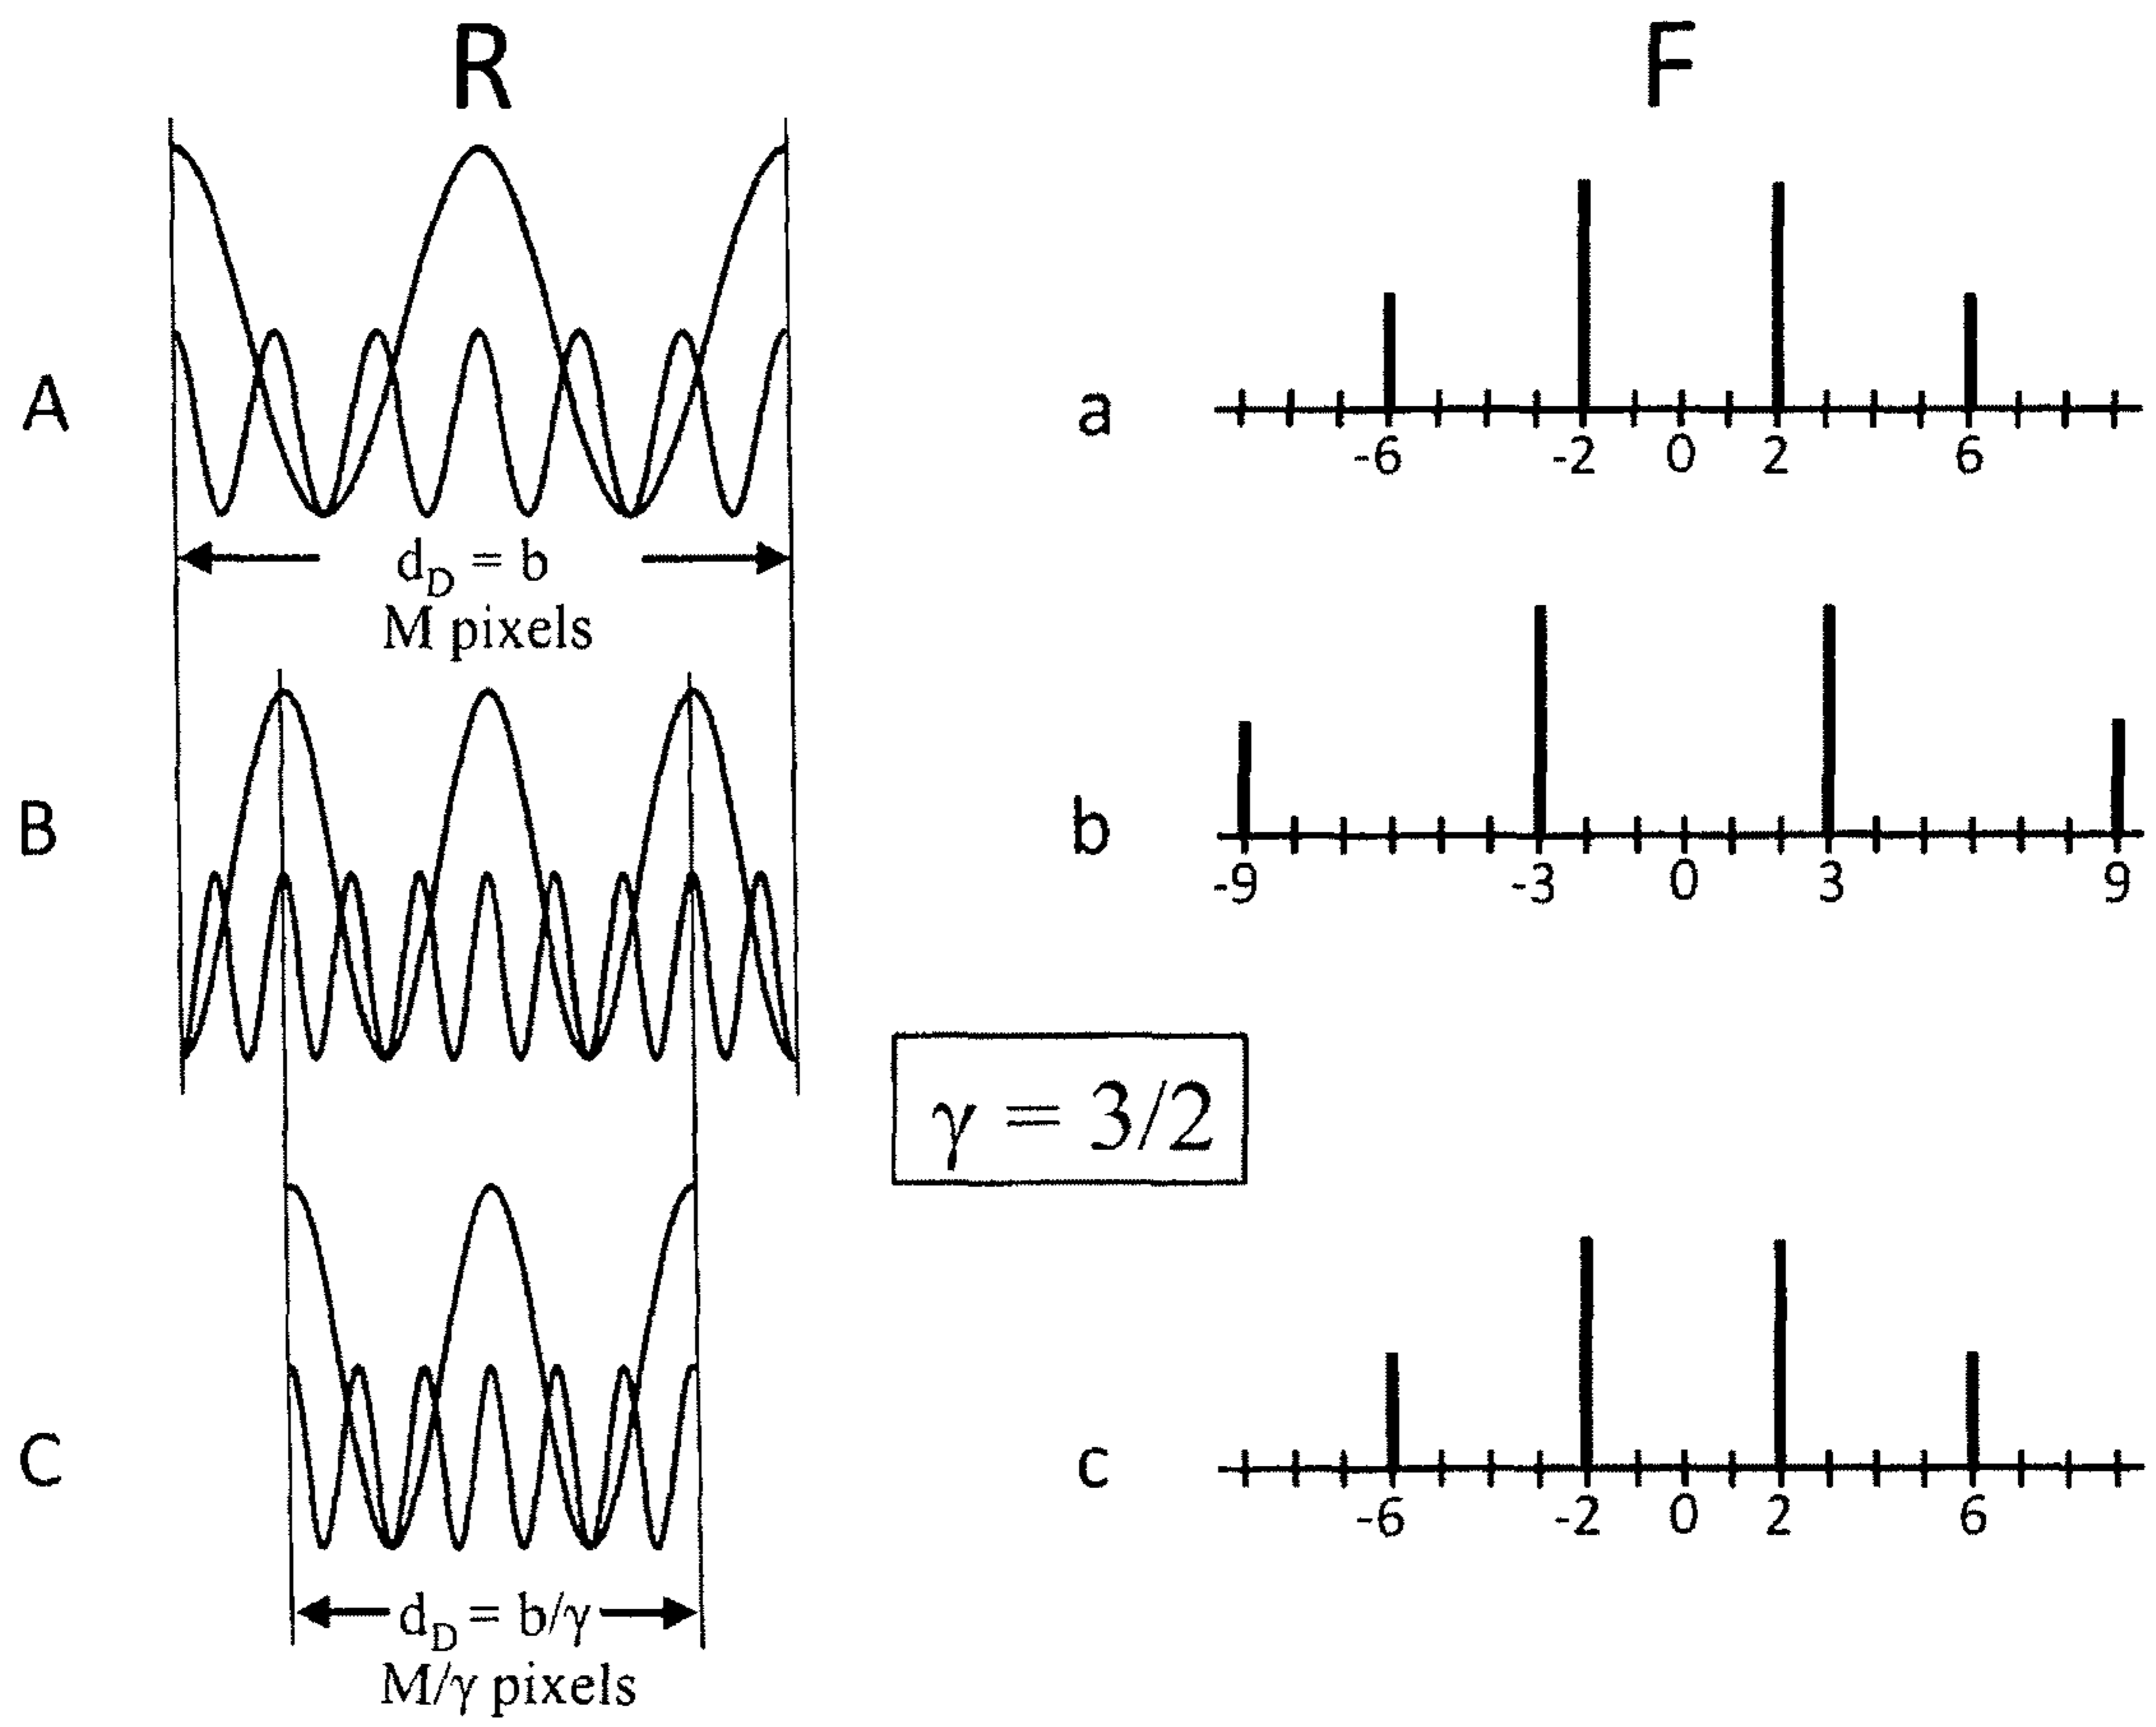 R F
A
a
-6 -2 0 2 6
d_D = b
M pixels
B
b
-9 -3 0 3 9
γ = 3/2
C
c
-6 -2 0 2 6
d_D = b/γ
M/γ pixels